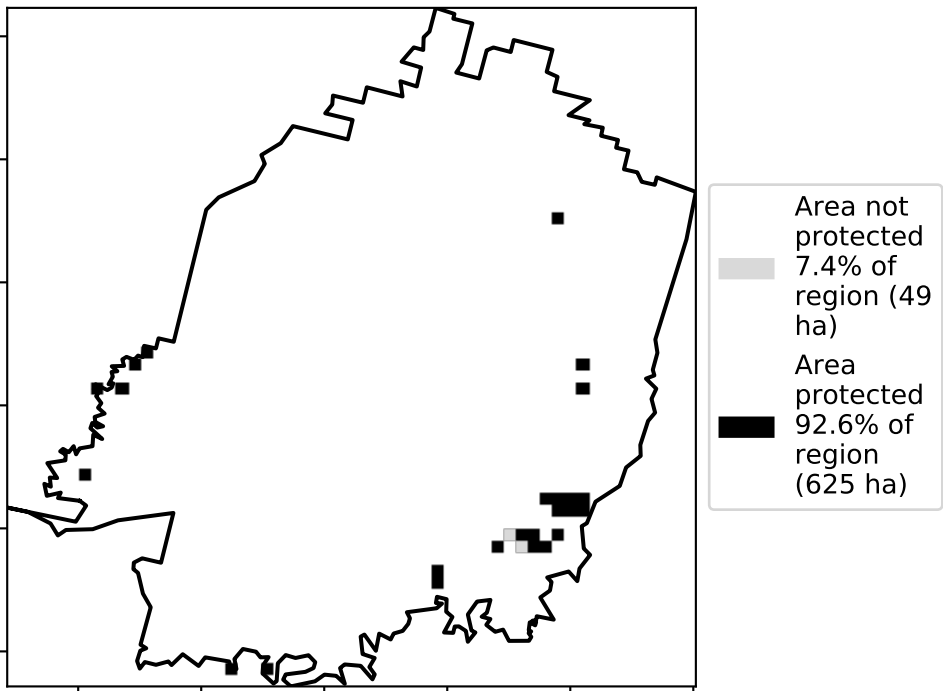 Area not
protected
7.4% of
region (49
ha)
Area
protected
92.6% of
region
(625 ha)